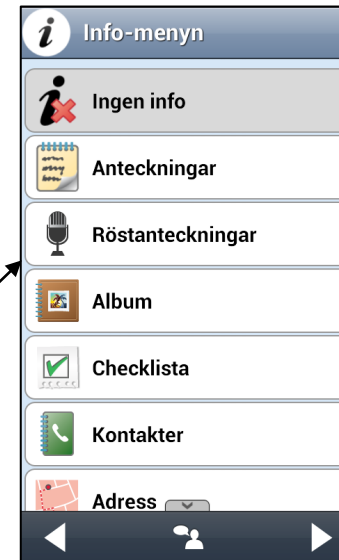 Info-menyn
Ingen info
Anteckningar
Röstanteckningar
Album
Checklista
Kontakter
Adress